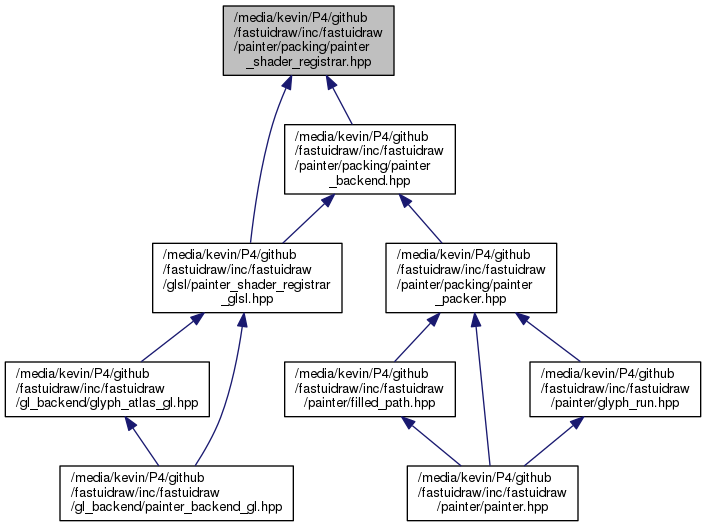 /media/kevin/P4/github
/fastuidraw/inc/fastuidraw
/painter/packing/painter
_shader_registrar.hpp
/media/kevin/P4/github
/fastuidraw/inc/fastuidraw
/painter/packing/painter
_backend.hpp
/media/kevin/P4/github
/fastuidraw/inc/fastuidraw
/glsl/painter_shader_registrar
_glsl.hpp
/media/kevin/P4/github
/fastuidraw/inc/fastuidraw
/painter/packing/painter
_packer.hpp
/media/kevin/P4/github
/fastuidraw/inc/fastuidraw
/gl_backend/glyph_atlas_gl.hpp
/media/kevin/P4/github
/fastuidraw/inc/fastuidraw
/painter/filled_path.hpp
/media/kevin/P4/github
/fastuidraw/inc/fastuidraw
/painter/glyph_run.hpp
/media/kevin/P4/github
/fastuidraw/inc/fastuidraw
/gl_backend/painter_backend_gl.hpp
/media/kevin/P4/github
/fastuidraw/inc/fastuidraw
/painter/painter.hpp